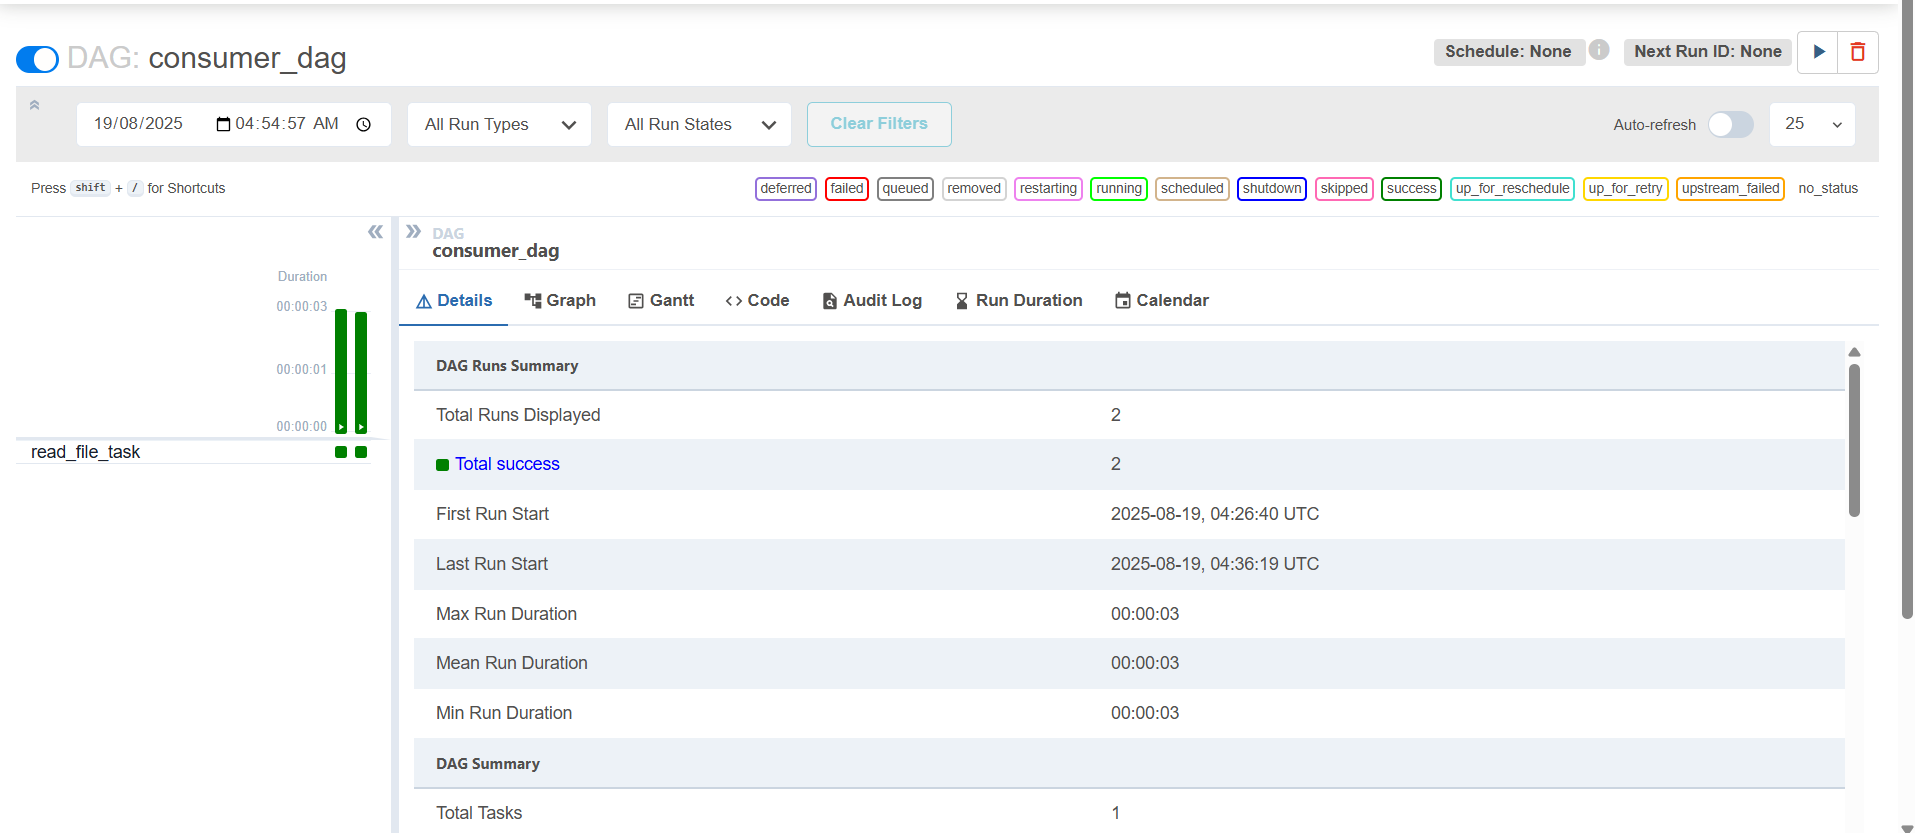 DAG: consumer_dag
Schedule: None
Next Run ID: None
19/08/2025 04:54:57 AM
All Run Types
All Run States
Clear Filters
Auto-refresh
25
Press shift + / for Shortcuts
deferred failed queued removed restarting running scheduled shutdown skipped success up_for_reschedule up_for_retry upstream_failed no_status
Duration
00:00:03
00:00:01
00:00:00
read_file_task
DAG
consumer_dag
Details Graph Gantt Code Audit Log Run Duration Calendar
DAG Runs Summary
Total Runs Displayed 2
Total success 2
First Run Start 2025-08-19, 04:26:40 UTC
Last Run Start 2025-08-19, 04:36:19 UTC
Max Run Duration 00:00:03
Mean Run Duration 00:00:03
Min Run Duration 00:00:03
DAG Summary
Total Tasks 1